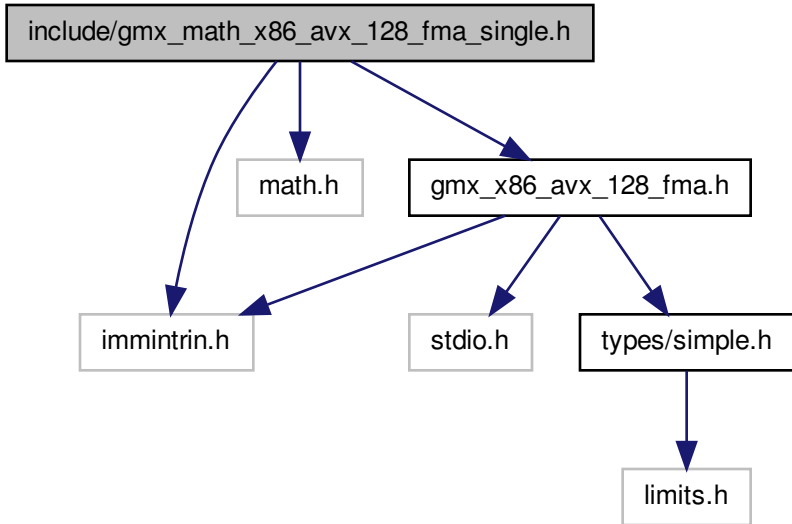 include/gmx_math_x86_avx_128_fma_single.h
math.h
gmx_x86_avx_128_fma.h
immintrin.h
stdio.h
types/simple.h
limits.h